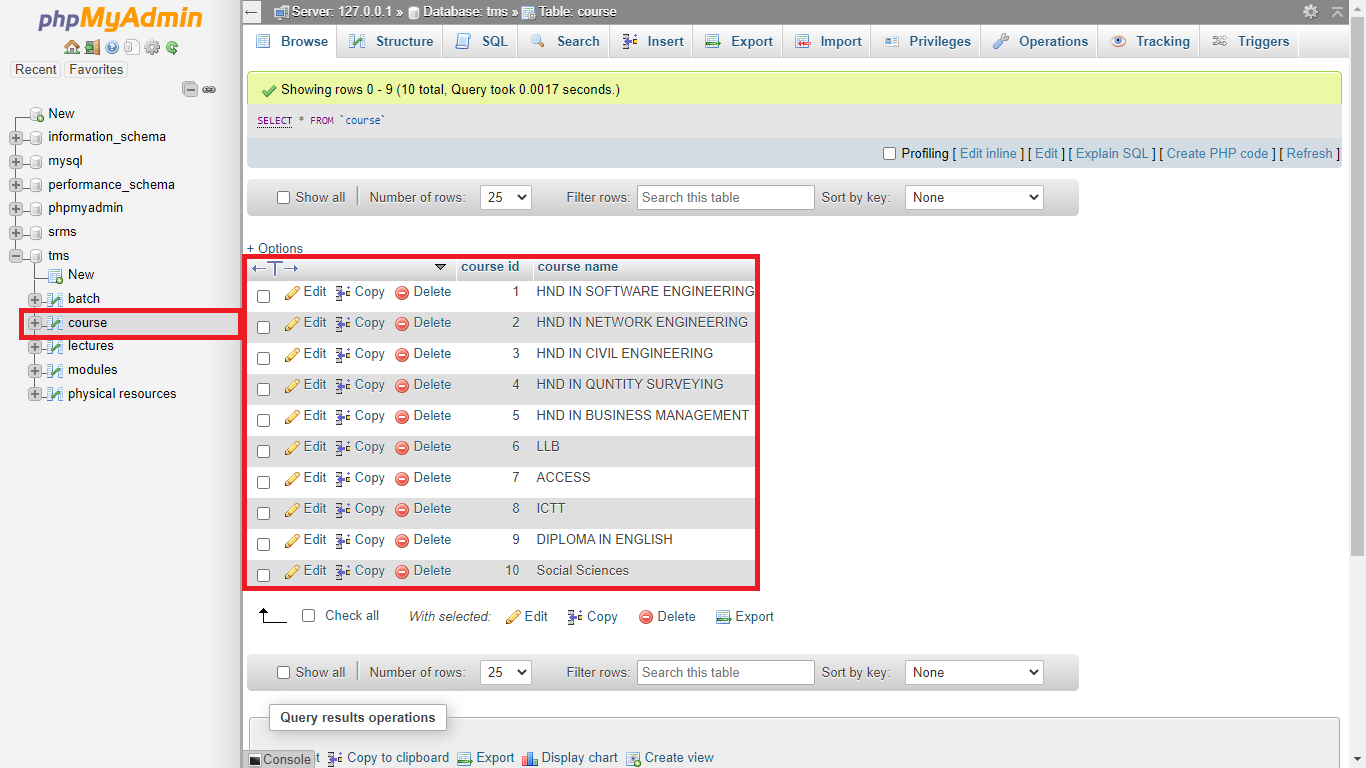 phpMyAdmin
Recent Favorites
New
information_schema
mysql
performance_schema
phpmyadmin
srms
tms
New
batch
course
lectures
modules
physical resources
Server: 127.0.0.1 » Database: tms » Table: course
Browse Structure SQL Search Insert Export Import Privileges Operations Tracking Triggers
Showing rows 0 - 9 (10 total, Query took 0.0017 seconds.)
SELECT * FROM `course`
Profiling [ Edit inline ] [ Edit ] [ Explain SQL ] [ Create PHP code ] [ Refresh ]
Show all Number of rows: 25 Filter rows: Search this table Sort by key: None
+ Options
course id course name
Edit Copy Delete 1 HND IN SOFTWARE ENGINEERING
Edit Copy Delete 2 HND IN NETWORK ENGINEERING
Edit Copy Delete 3 HND IN CIVIL ENGINEERING
Edit Copy Delete 4 HND IN QUNTITY SURVEYING
Edit Copy Delete 5 HND IN BUSINESS MANAGEMENT
Edit Copy Delete 6 LLB
Edit Copy Delete 7 ACCESS
Edit Copy Delete 8 ICTT
Edit Copy Delete 9 DIPLOMA IN ENGLISH
Edit Copy Delete 10 Social Sciences
Check all With selected: Edit Copy Delete Export
Show all Number of rows: 25 Filter rows: Search this table Sort by key: None
Query results operations
Console Copy to clipboard Export Display chart Create view